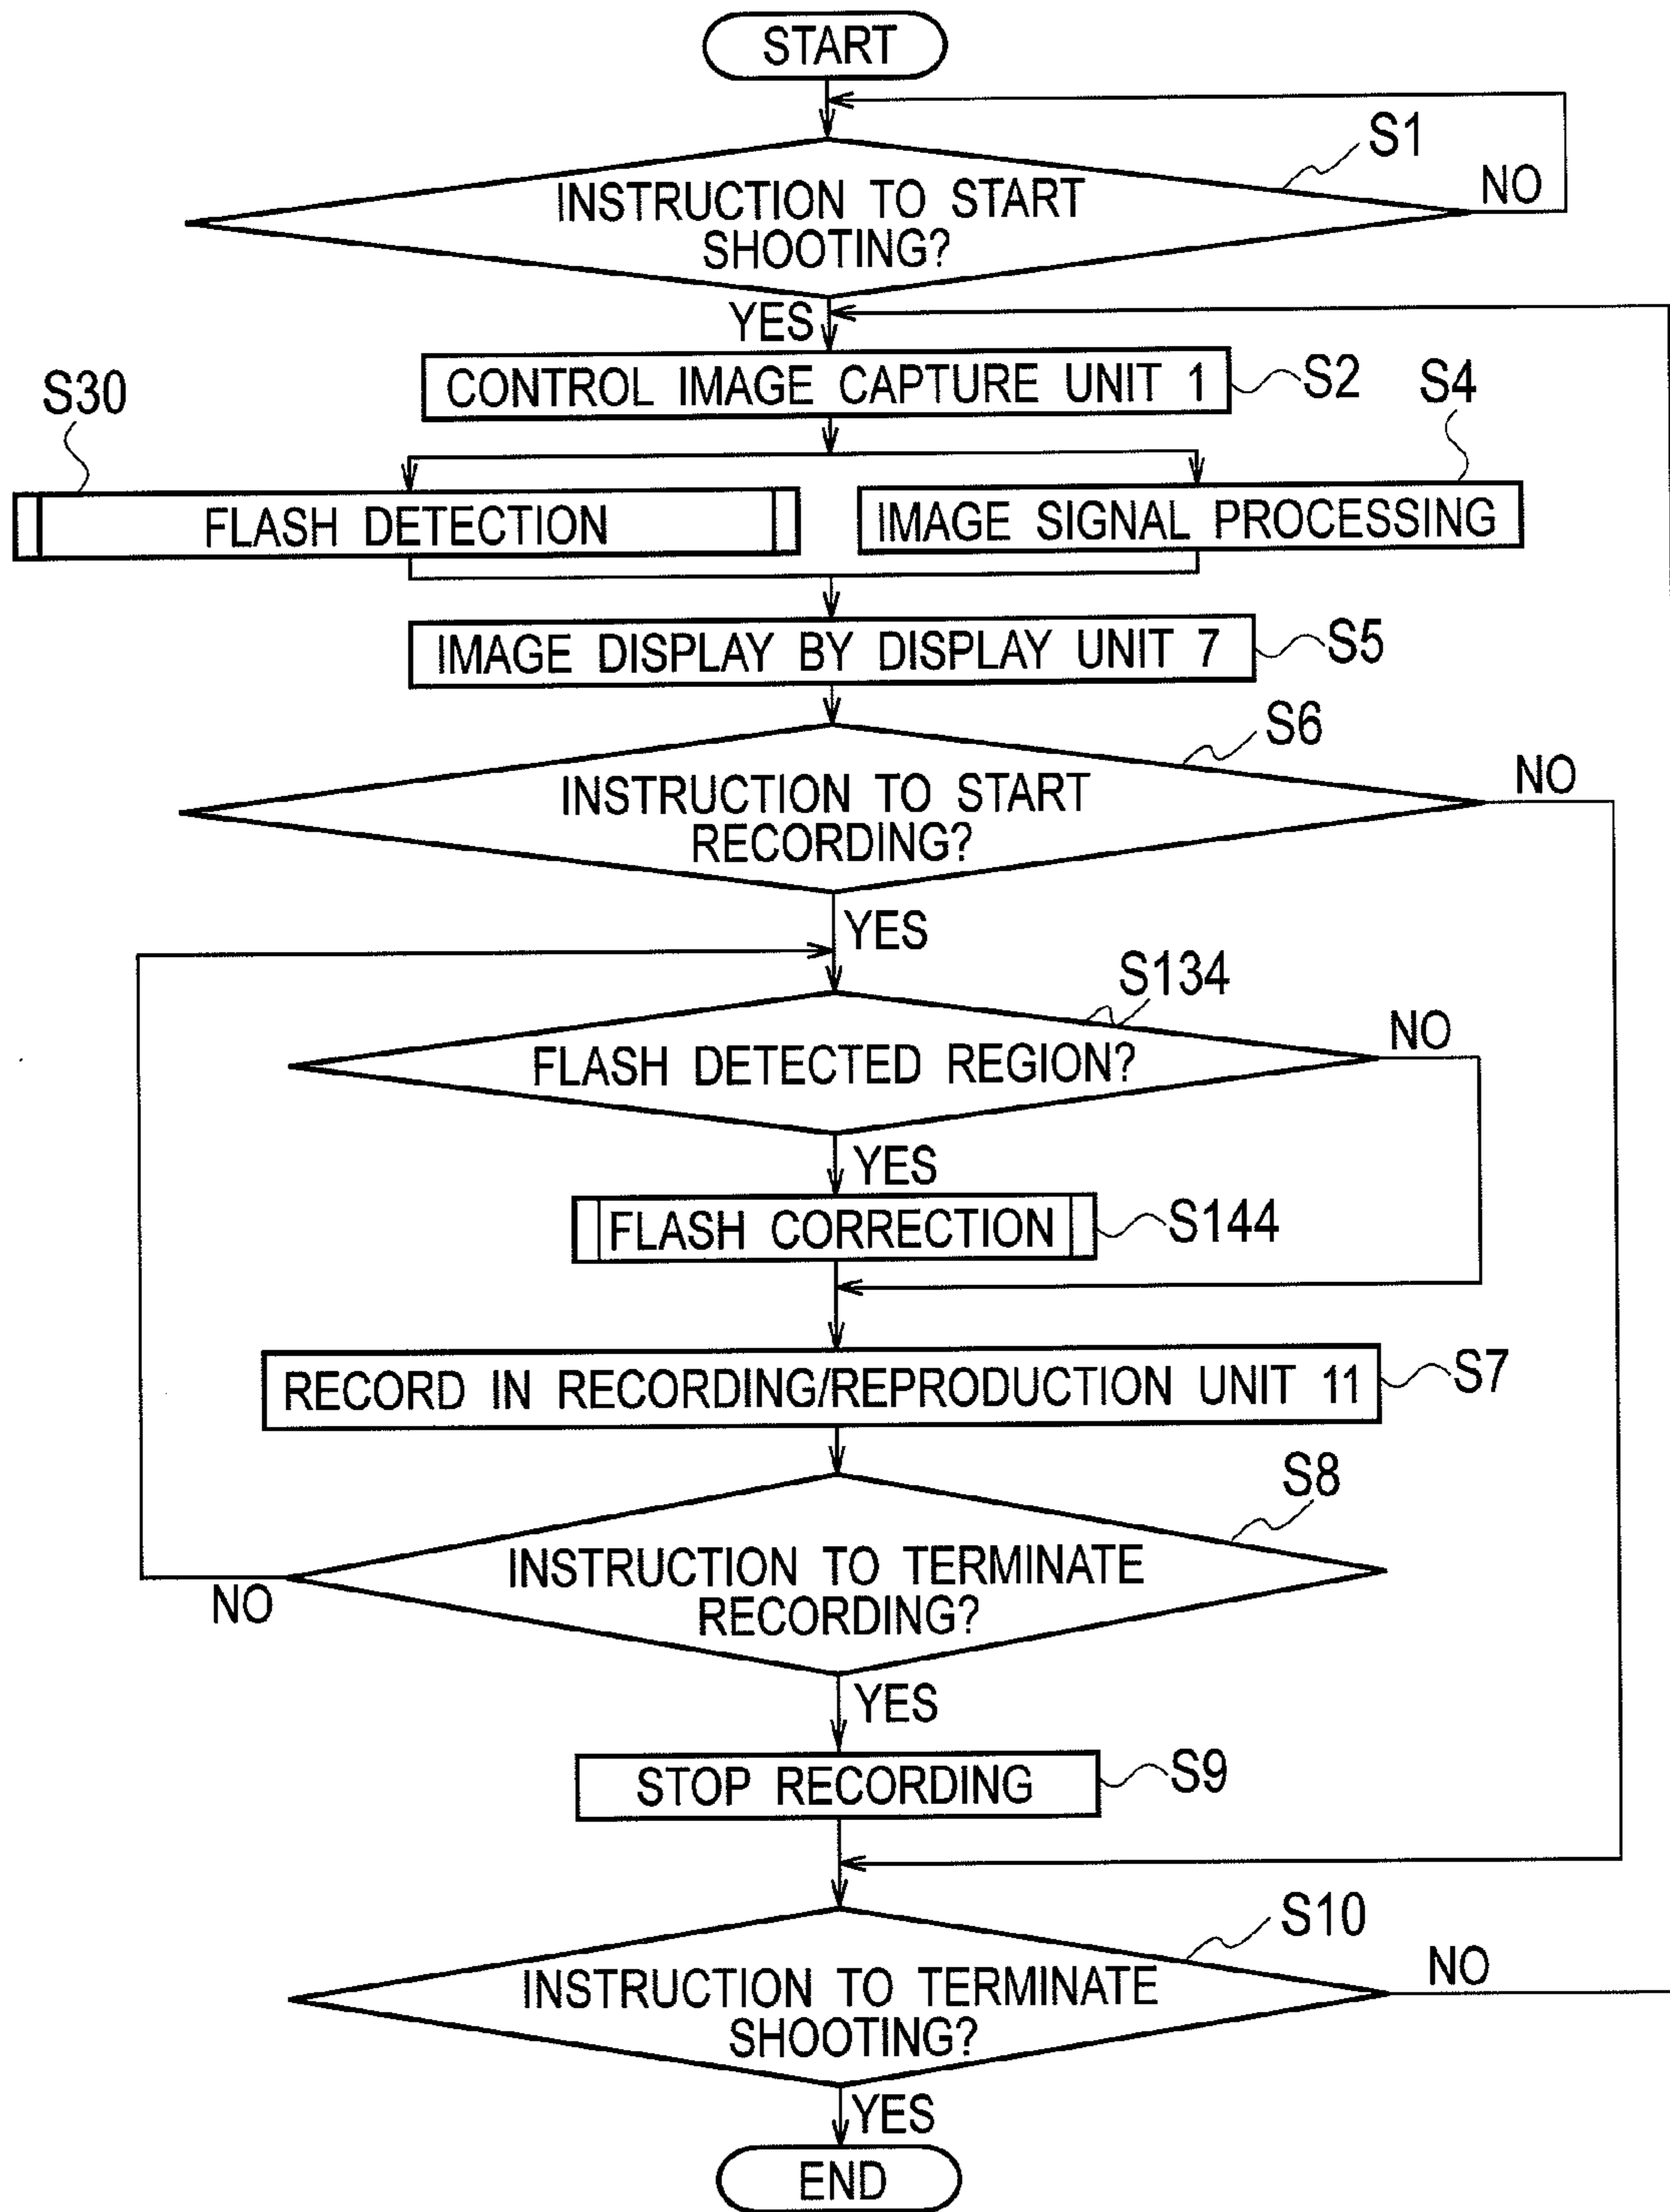 START
S1
INSTRUCTION TO START
SHOOTING?
NO
YES
CONTROL IMAGE CAPTURE UNIT 1
S2
S30
S4
FLASH DETECTION
IMAGE SIGNAL PROCESSING
IMAGE DISPLAY BY DISPLAY UNIT 7
S5
S6
INSTRUCTION TO START
RECORDING?
NO
YES
S134
FLASH DETECTED REGION?
NO
YES
FLASH CORRECTION
S144
RECORD IN RECORDING/REPRODUCTION UNIT 11
S7
S8
INSTRUCTION TO TERMINATE
RECORDING?
NO
YES
STOP RECORDING
S9
S10
INSTRUCTION TO TERMINATE
SHOOTING?
NO
YES
END